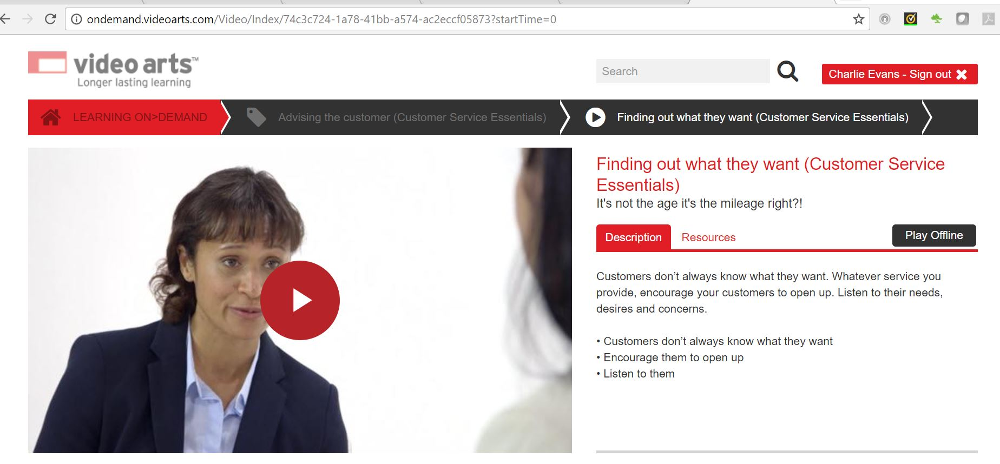 ondemand.videoarts.com/Video/Index/74c3c724-1a78-41bb-a574-ac2eccf05873?startTime=0
video arts™
Longer lasting learning
Search
Charlie Evans - Sign out
LEARNING ON>DEMAND
Advising the customer (Customer Service Essentials)
Finding out what they want (Customer Service Essentials)
Finding out what they want (Customer Service
Essentials)
It's not the age it's the mileage right?!
Description
Resources
Play Offline
Customers don’t always know what they want. Whatever service you
provide, encourage your customers to open up. Listen to their needs,
desires and concerns.
• Customers don’t always know what they want
• Encourage them to open up
• Listen to them